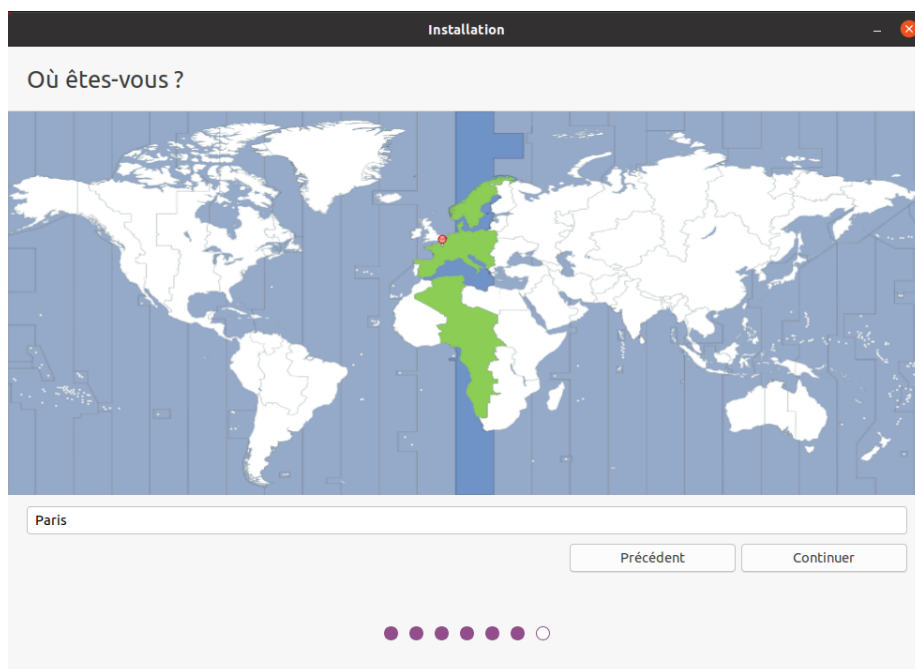 Installation
Où êtes-vous ?
Paris
Précédent
Continuer